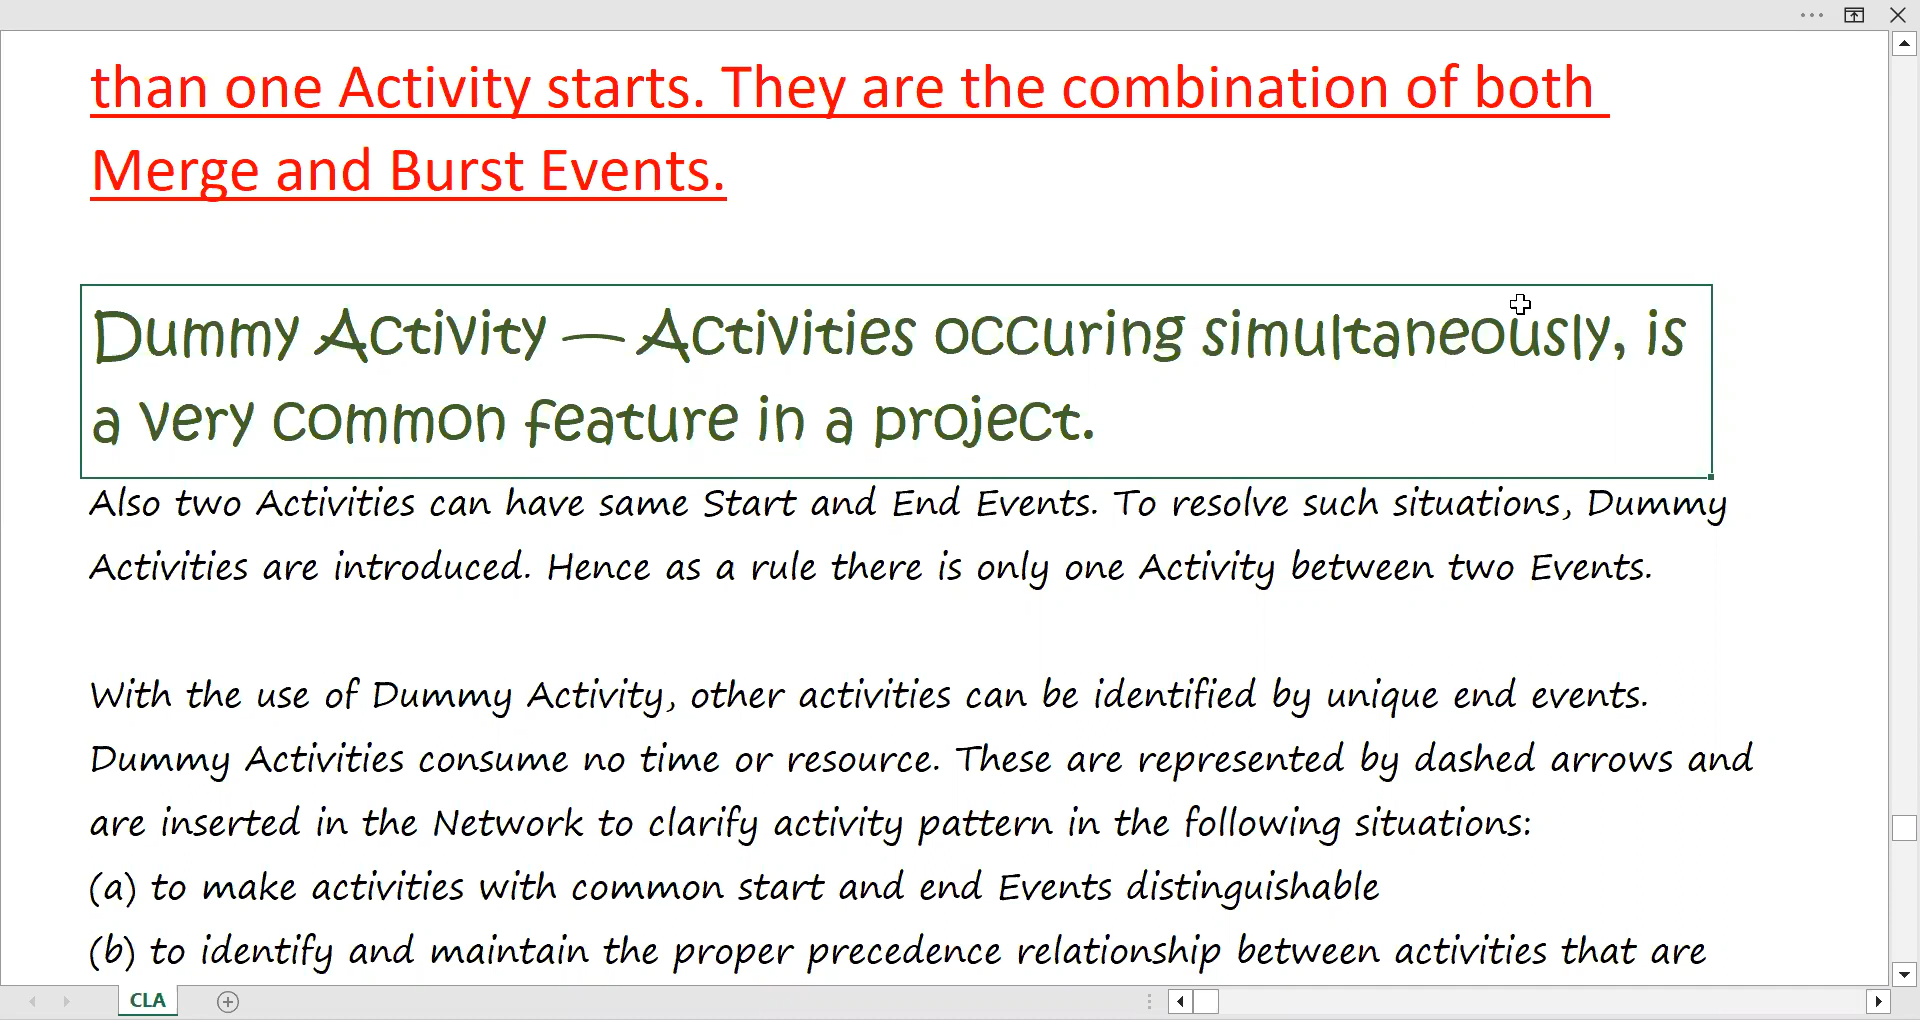 than one Activity starts. They are the combination of both
Merge and Burst Events.
Dummy Activity — Activities occuring simultaneously, is
a very common feature in a project.
Also two Activities can have same Start and End Events. To resolve such situations, Dummy
Activities are introduced. Hence as a rule there is only one Activity between two Events.
With the use of Dummy Activity, other activities can be identified by unique end events.
Dummy Activities consume no time or resource. These are represented by dashed arrows and
are inserted in the Network to clarify activity pattern in the following situations:
(a) to make activities with common start and end Events distinguishable
(b) to identify and maintain the proper precedence relationship between activities that are
CLA